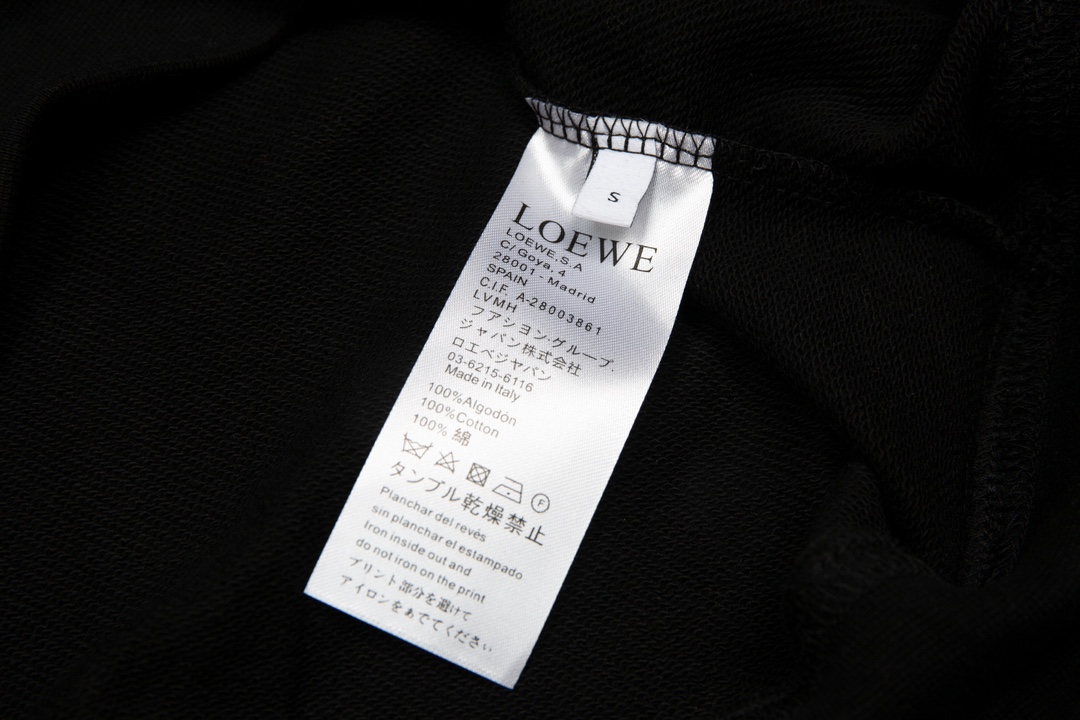 S
LOEWE
LOEWE.S.A
C/ Goya, 4
28001 - Madrid
SPAIN
C.I.F. A-28003861
LVMH
フアシヨン·グループ.
ジャパン株式会社
ロエベジヤパン
03-6215-6116
Made in Italy
100%Algodón
100%Cotton
100% 綿
F
タンブル乾燥禁止
Planchar del revés
sin planchar el estampado
Iron inside out and
do not iron on the print
プリント部分を避けて
アイロンをあでてください